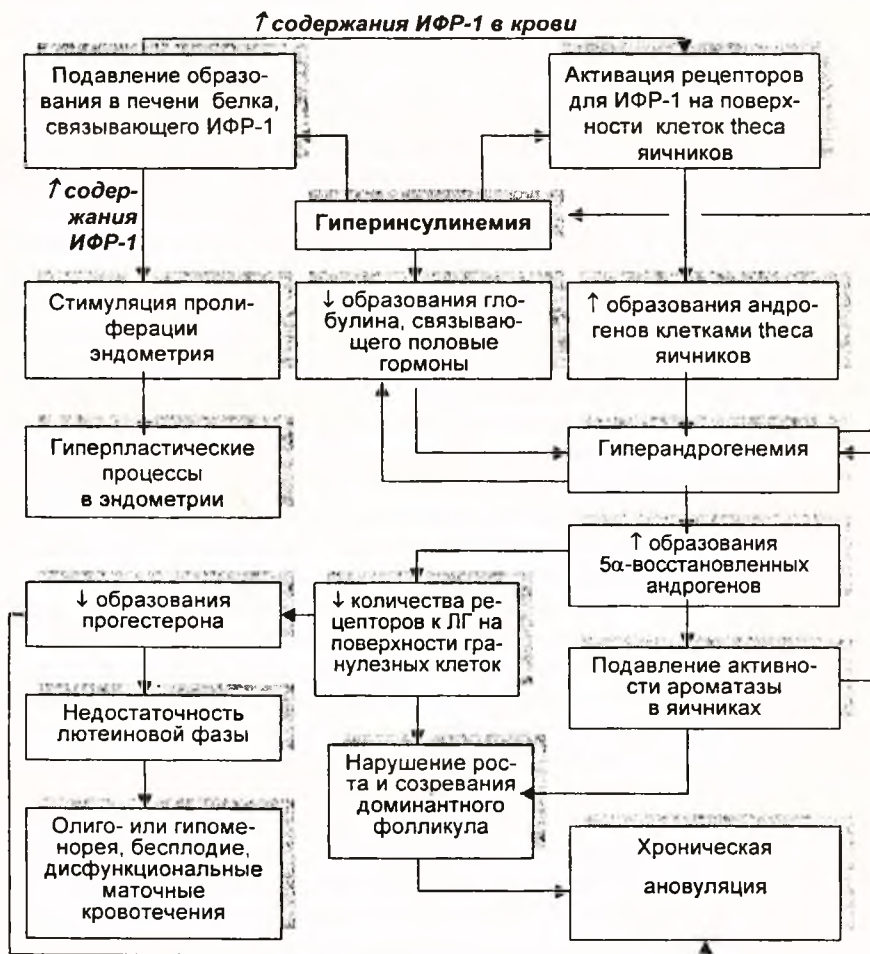 ↑ содержания ИФР-1 в крови
Подавление образо-
вания в печени белка,
связывающего ИФР-1
Активация рецепторов
для ИФР-1 на поверх-
ности клеток theca
яичников
↑ содер-
жания
ИФР-1
Гиперинсулинемия
Стимуляция проли-
ферации
эндометрия
↓ образования гло-
булина, связываю-
щего половые
гормоны
↑ образования андро-
генов клетками theca
яичников
Гиперпластические
процессы
в эндометрии
Гиперандрогенемия
↑ образования
5α-восстановленных
андрогенов
↓ образования
прогестерона
↓ количества ре-
цепторов к ЛГ на
поверхности гра-
нулезных клеток
Подавление активно-
сти ароматазы
в яичниках
Недостаточность
лютеиновой фазы
Нарушение рос-
та и созревания
доминантного
фолликула
Олиго- или гипоме-
норея, бесплодие,
дисфункциональные
маточные
кровотечения
Хроническая
ановуляция